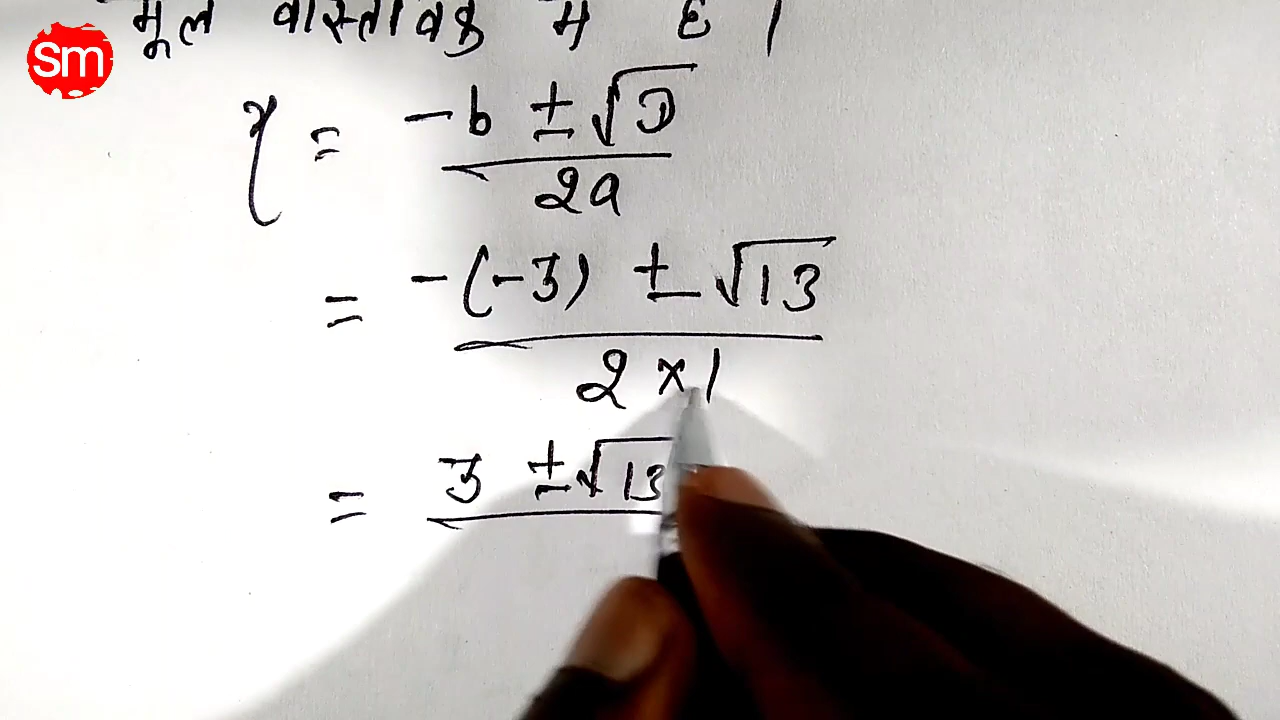 Sm
मूल वास्तविक में है।
x = -b ± √D / 2a
= -(-3) ± √13 / 2 × 1
= 3 ± √13